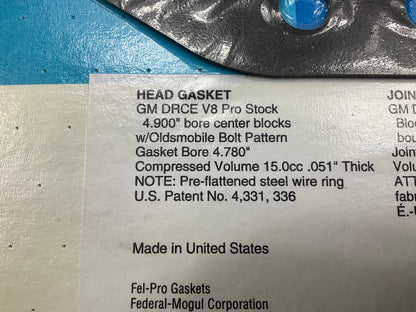 HEAD GASKET
GM DRCE V8 Pro Stock
4.900" bore center blocks
w/Oldsmobile Bolt Pattern
Gasket Bore 4.780"
Compressed Volume 15.0cc .051" Thick
NOTE: Pre-flattened steel wire ring
U.S. Patent No. 4,331, 336
Made in United States
Fel-Pro Gaskets
Federal-Mogul Corporation
JOIN
GM D
Bloc
bou
Join
Volu
ATT
fabr
É.-